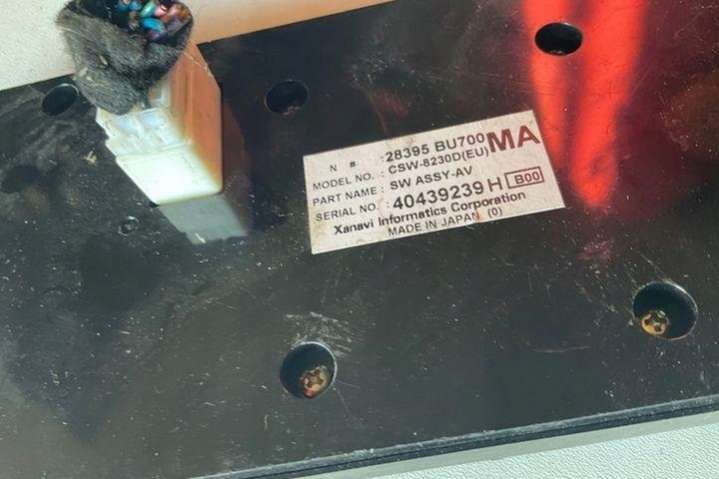 N #. : 28395 BU700 MA
MODEL NO. : CSW-8230D(EU)
PART NAME : SW ASSY-AV
SERIAL NO. : 40439239 H B00
Xanavi Informatics Corporation
MADE IN JAPAN (0)